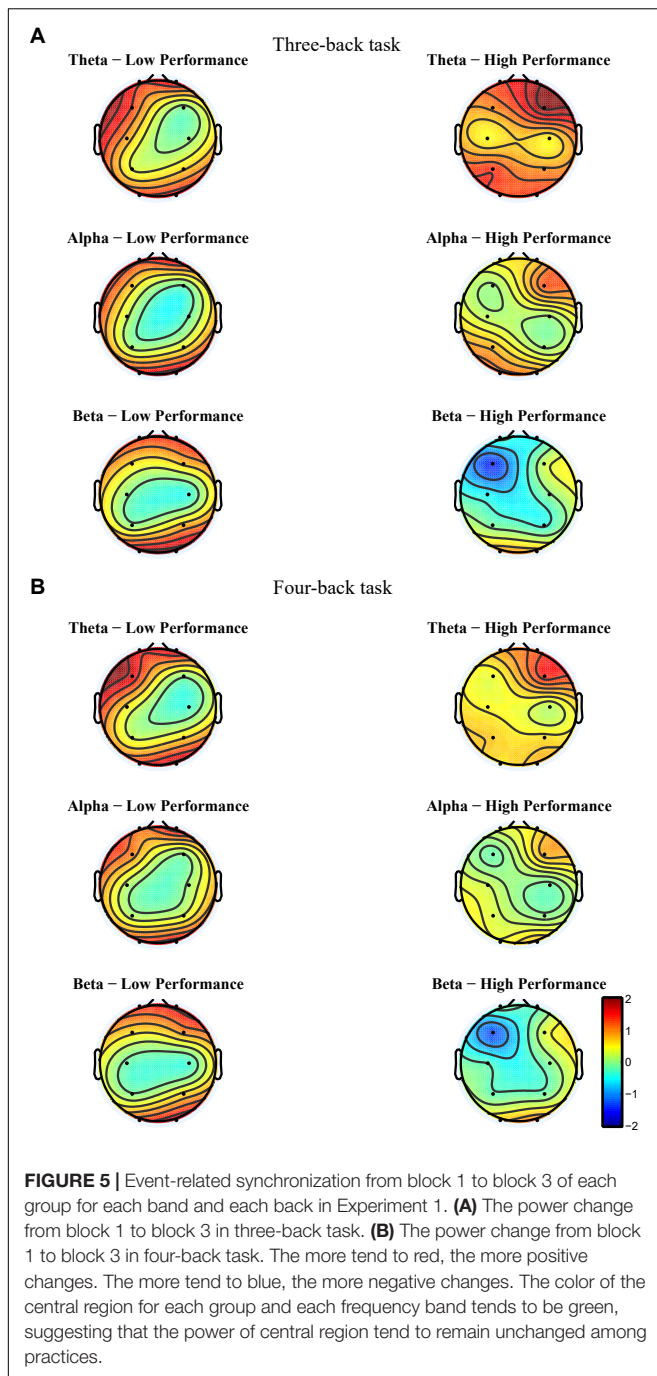 A
Three-back task
Theta – Low Performance
Theta – High Performance
Alpha – Low Performance
Alpha – High Performance
Beta – Low Performance
Beta – High Performance
B
Four-back task
Theta – Low Performance
Theta – High Performance
Alpha – Low Performance
Alpha – High Performance
Beta – Low Performance
Beta – High Performance
2
1
0
−1
−2
FIGURE 5 | Event-related synchronization from block 1 to block 3 of each
group for each band and each back in Experiment 1. (A) The power change
from block 1 to block 3 in three-back task. (B) The power change from block
1 to block 3 in four-back task. The more tend to red, the more positive
changes. The more tend to blue, the more negative changes. The color of the
central region for each group and each frequency band tends to be green,
suggesting that the power of central region tend to remain unchanged among
practices.